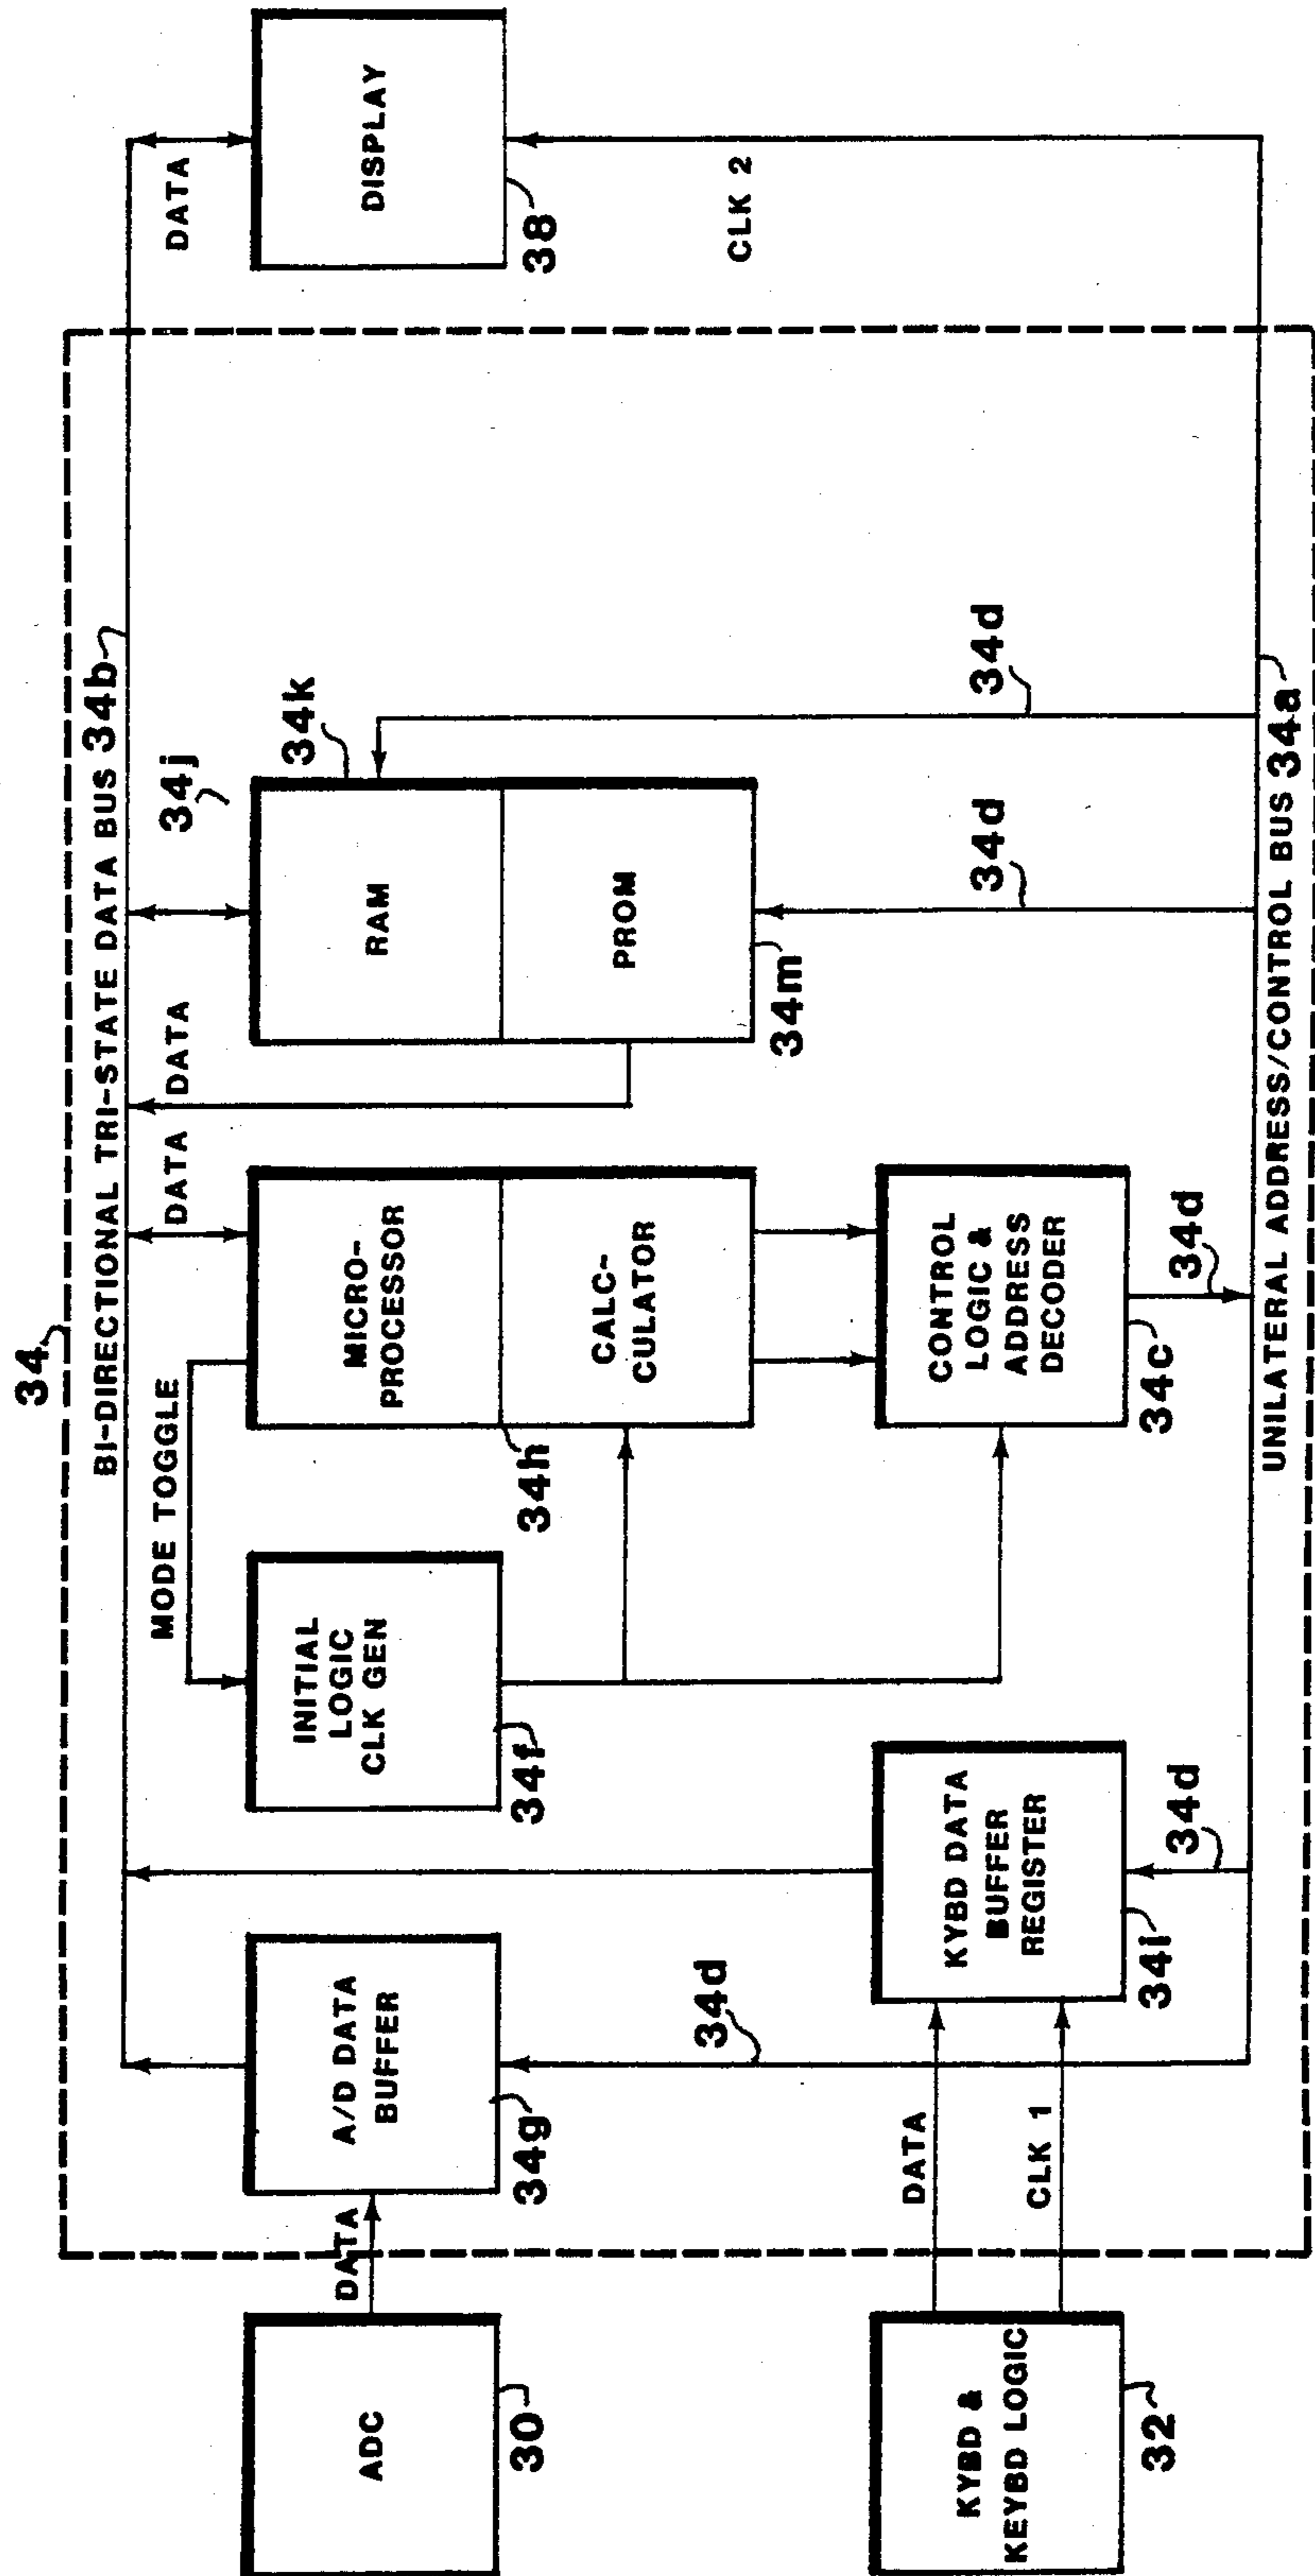 34
BI-DIRECTIONAL TRI-STATE DATA BUS 34b
MODE TOGGLE
DATA
DATA
34j
DATA
ADC
30
DATA
A/D DATA
BUFFER
34g
INITIAL
LOGIC
CLK GEN
34f
MICRO-
PROCESSOR
CALC-
CULATOR
34h
RAM
34k
PROM
34m
DISPLAY
38
34d
34d
34d
CLK 2
KYBD &
KEYBD LOGIC
32
DATA
CLK 1
KYBD DATA
BUFFER
REGISTER
34i
34d
CONTROL
LOGIC &
ADDRESS
DECODER
34c
34d
UNILATERAL ADDRESS/CONTROL BUS 34a